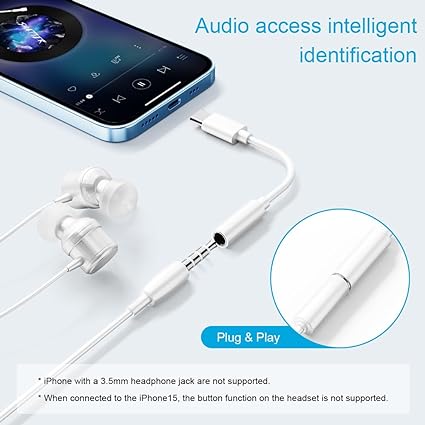 Audio access intelligent
identification
Plug & Play
* iPhone with a 3.5mm headphone jack are not supported.
* When connected to the iPhone15, the button function on the headset is not supported.